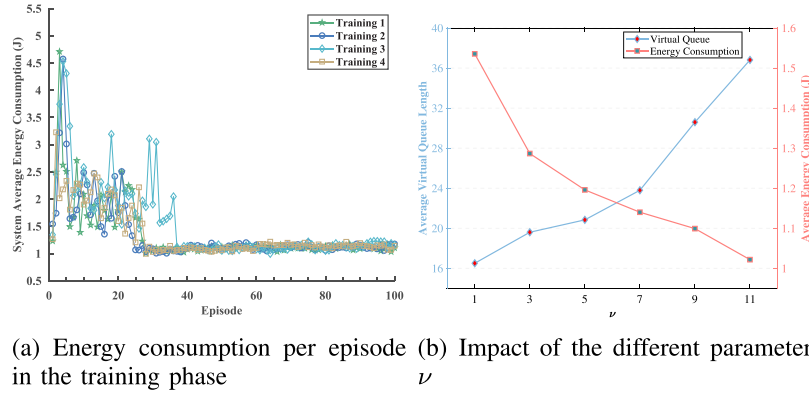 5.5
5
4.5
4
3.5
3
2.5
2
1.5
1
0.5
System Average Energy Consumption (J)
0
20
40
60
80
100
Episode
Training 1
Training 2
Training 3
Training 4
40
36
32
28
24
20
16
Average Virtual Queue Length
Virtual Queue
Energy Consumption
1.6
1.5
1.4
1.3
1.2
1.1
1
Average Energy Consumption (J)
1
3
5
7
9
11
ν
(a) Energy consumption per episode
in the training phase
(b) Impact of the different parameter
ν